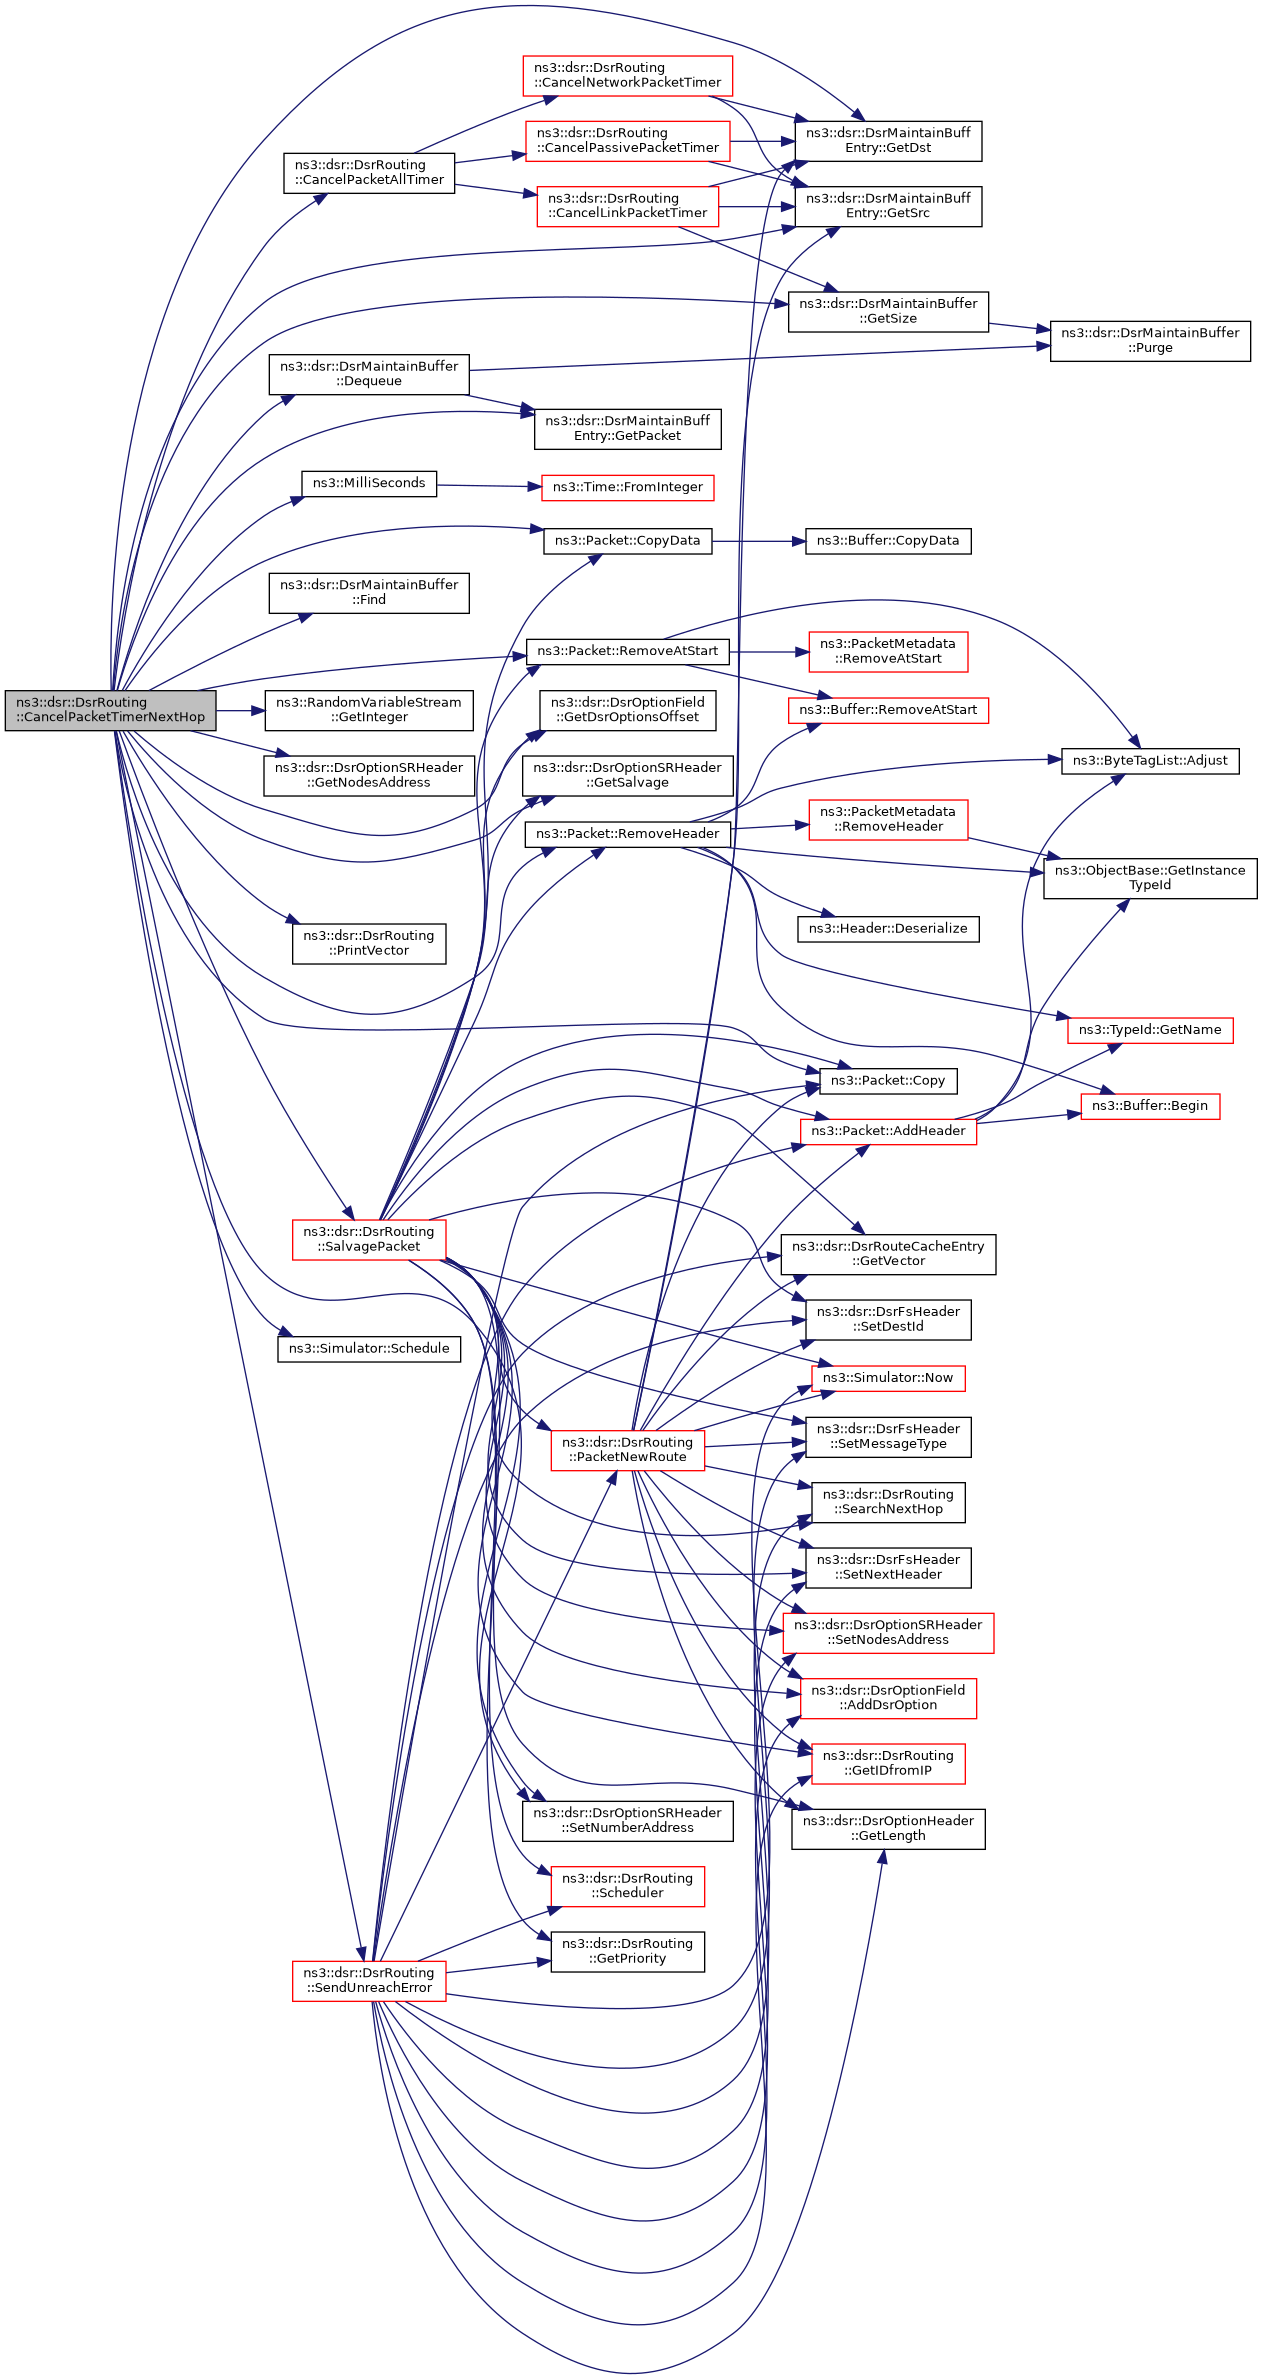 ns3::dsr::DsrRouting
::CancelPacketTimerNextHop
ns3::dsr::DsrRouting
::CancelPacketAllTimer
ns3::dsr::DsrRouting
::CancelNetworkPacketTimer
ns3::dsr::DsrRouting
::CancelPassivePacketTimer
ns3::dsr::DsrRouting
::CancelLinkPacketTimer
ns3::dsr::DsrMaintainBuff
Entry::GetDst
ns3::dsr::DsrMaintainBuff
Entry::GetSrc
ns3::dsr::DsrMaintainBuffer
::GetSize
ns3::dsr::DsrMaintainBuffer
::Purge
ns3::dsr::DsrMaintainBuffer
::Dequeue
ns3::dsr::DsrMaintainBuff
Entry::GetPacket
ns3::MilliSeconds
ns3::Time::FromInteger
ns3::Packet::CopyData
ns3::Buffer::CopyData
ns3::dsr::DsrMaintainBuffer
::Find
ns3::Packet::RemoveAtStart
ns3::PacketMetadata
::RemoveAtStart
ns3::RandomVariableStream
::GetInteger
ns3::dsr::DsrOptionField
::GetDsrOptionsOffset
ns3::Buffer::RemoveAtStart
ns3::ByteTagList::Adjust
ns3::dsr::DsrOptionSRHeader
::GetNodesAddress
ns3::dsr::DsrOptionSRHeader
::GetSalvage
ns3::Packet::RemoveHeader
ns3::PacketMetadata
::RemoveHeader
ns3::ObjectBase::GetInstance
TypeId
ns3::Header::Deserialize
ns3::dsr::DsrRouting
::PrintVector
ns3::TypeId::GetName
ns3::Packet::Copy
ns3::Buffer::Begin
ns3::Packet::AddHeader
ns3::dsr::DsrRouting
::SalvagePacket
ns3::dsr::DsrRouteCacheEntry
::GetVector
ns3::dsr::DsrFsHeader
::SetDestId
ns3::Simulator::Schedule
ns3::Simulator::Now
ns3::dsr::DsrFsHeader
::SetMessageType
ns3::dsr::DsrRouting
::PacketNewRoute
ns3::dsr::DsrRouting
::SearchNextHop
ns3::dsr::DsrFsHeader
::SetNextHeader
ns3::dsr::DsrOptionSRHeader
::SetNodesAddress
ns3::dsr::DsrOptionField
::AddDsrOption
ns3::dsr::DsrRouting
::GetIDfromIP
ns3::dsr::DsrOptionSRHeader
::SetNumberAddress
ns3::dsr::DsrOptionHeader
::GetLength
ns3::dsr::DsrRouting
::Scheduler
ns3::dsr::DsrRouting
::GetPriority
ns3::dsr::DsrRouting
::SendUnreachError